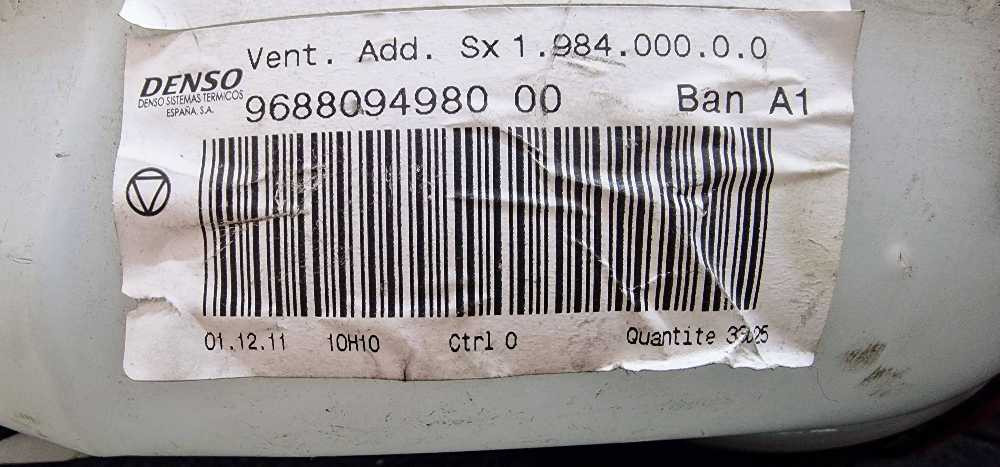 Vent. Add. Sx 1.984.000.0.0
DENSO
DENSO SISTEMAS TERMICOS
ESPAÑA, S.A.
9688094980 00 Ban A1
01.12.11 10H10 Ctrl 0 Quantite